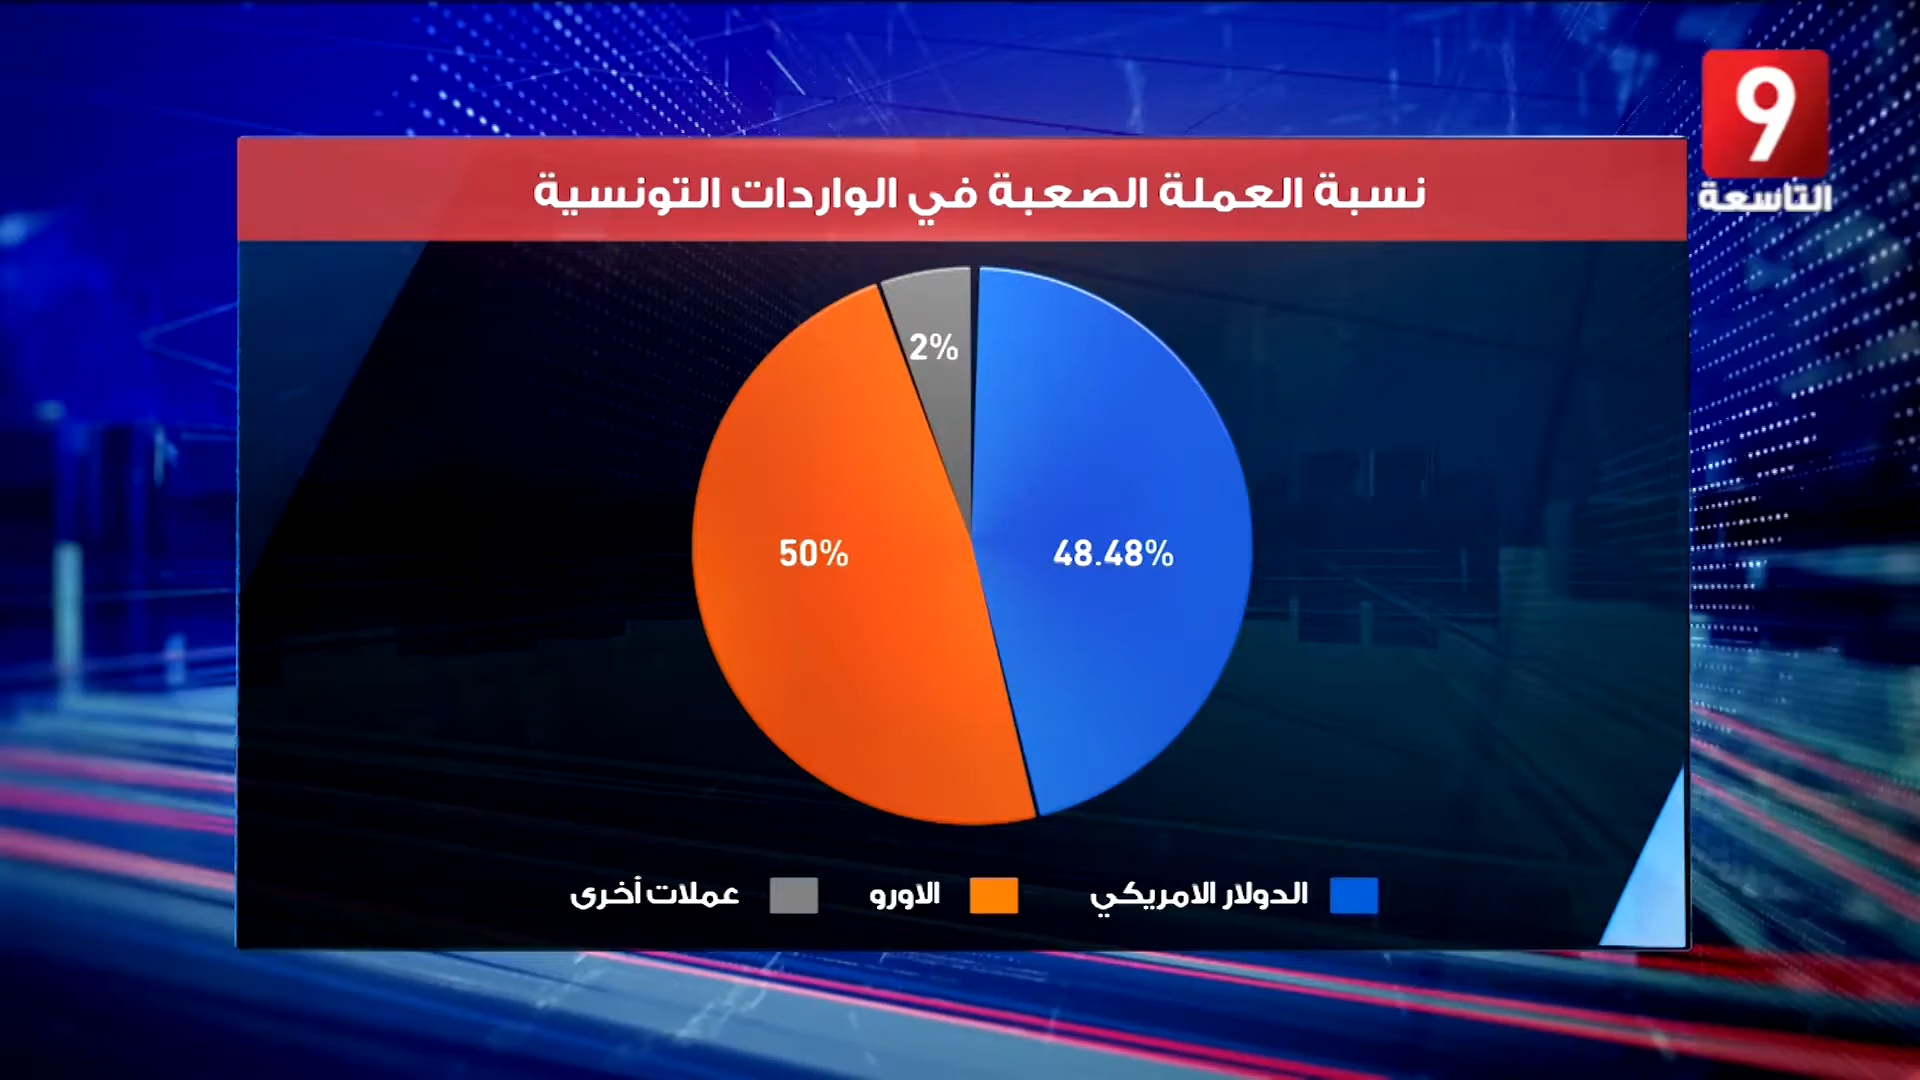 9
التاسعة
نسبة العملة الصعبة في الواردات التونسية
2%
50%
48.48%
الدولار الامريكي
الاورو
عملات أخرى